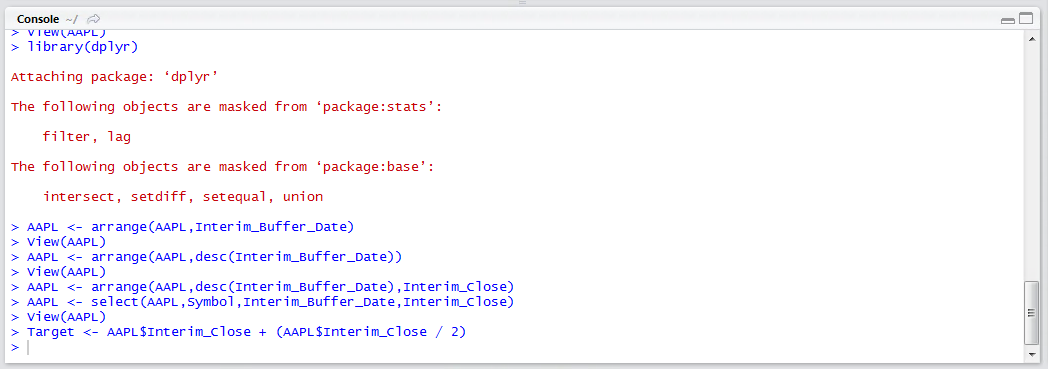 Console ~/
> View(AAPL)
> library(dplyr)
Attaching package: ‘dplyr’
The following objects are masked from ‘package:stats’:
filter, lag
The following objects are masked from ‘package:base’:
intersect, setdiff, setequal, union
> AAPL <- arrange(AAPL,Interim_Buffer_Date)
> View(AAPL)
> AAPL <- arrange(AAPL,desc(Interim_Buffer_Date))
> View(AAPL)
> AAPL <- arrange(AAPL,desc(Interim_Buffer_Date),Interim_Close)
> AAPL <- select(AAPL,Symbol,Interim_Buffer_Date,Interim_Close)
> View(AAPL)
> Target <- AAPL$Interim_Close + (AAPL$Interim_Close / 2)
>